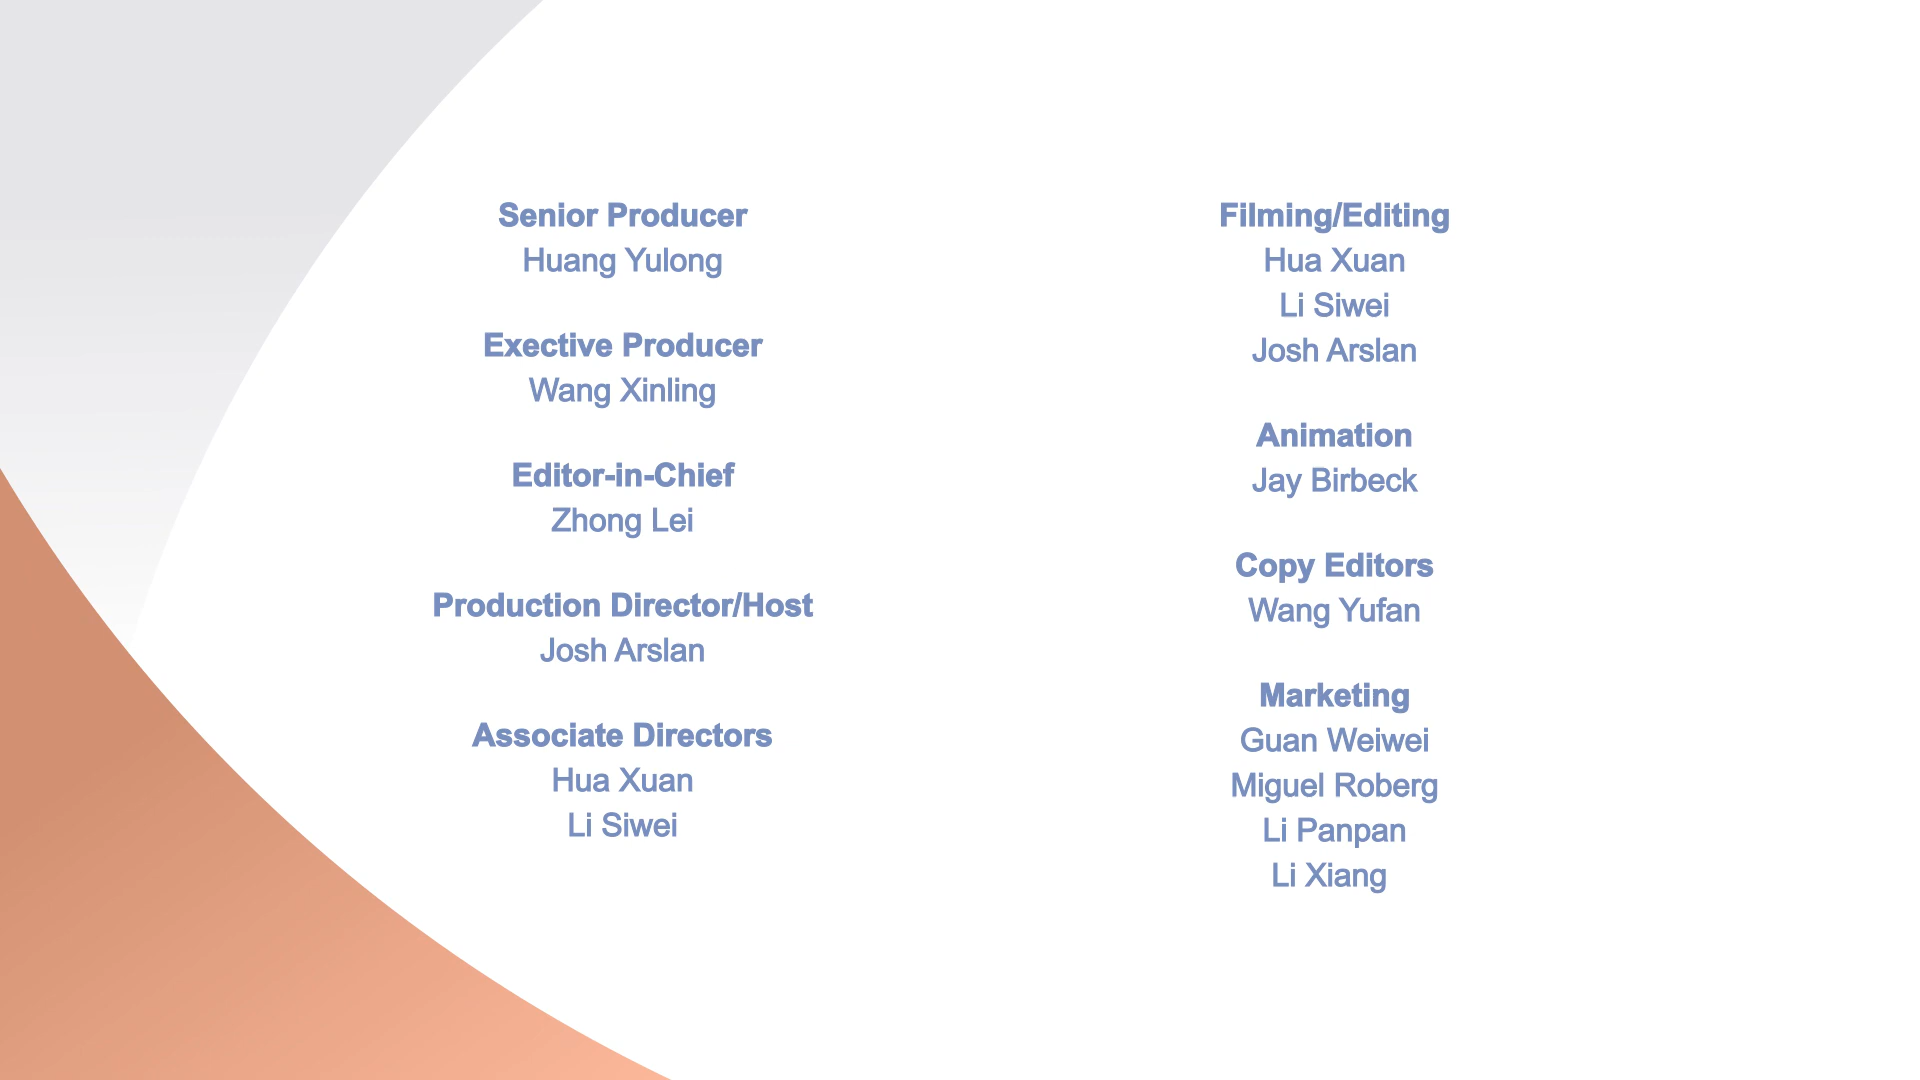 Senior Producer
Huang Yulong
Exective Producer
Wang Xinling
Editor-in-Chief
Zhong Lei
Production Director/Host
Josh Arslan
Associate Directors
Hua Xuan
Li Siwei
Filming/Editing
Hua Xuan
Li Siwei
Josh Arslan
Animation
Jay Birbeck
Copy Editors
Wang Yufan
Marketing
Guan Weiwei
Miguel Roberg
Li Panpan
Li Xiang